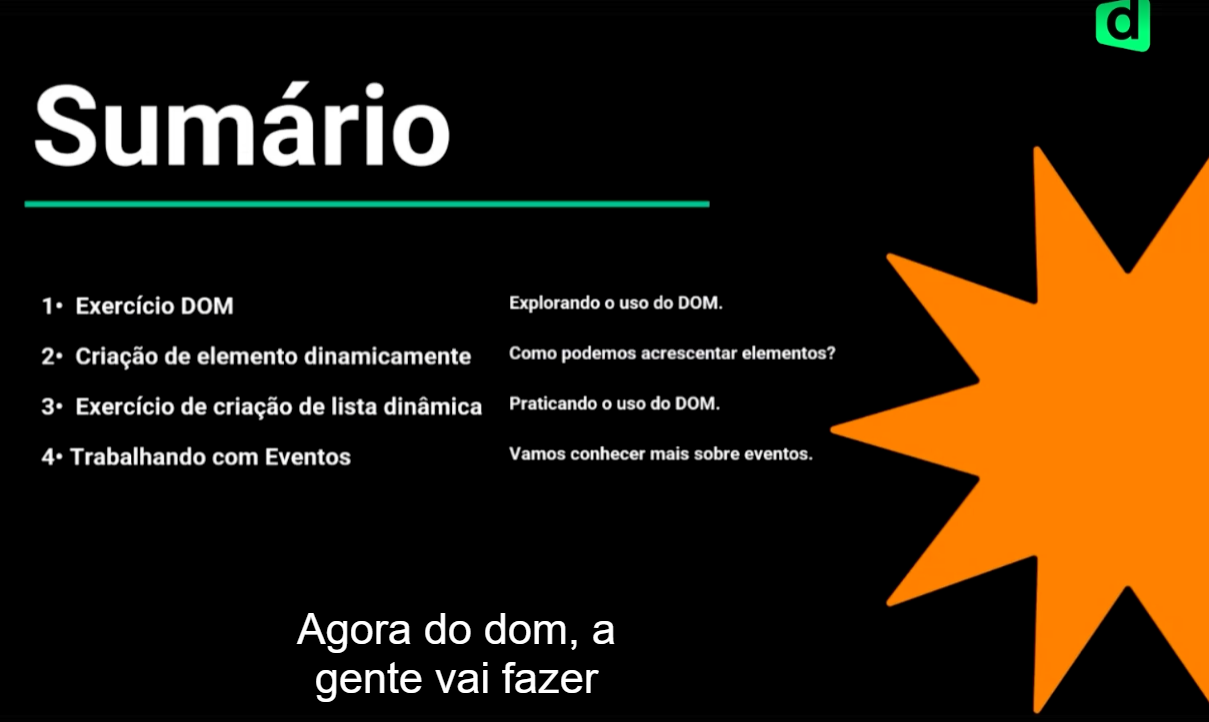 d
Sumário
1• Exercício DOM Explorando o uso do DOM.
2• Criação de elemento dinamicamente Como podemos acrescentar elementos?
3• Exercício de criação de lista dinâmica Praticando o uso do DOM.
4• Trabalhando com Eventos Vamos conhecer mais sobre eventos.
Agora do dom, a
gente vai fazer